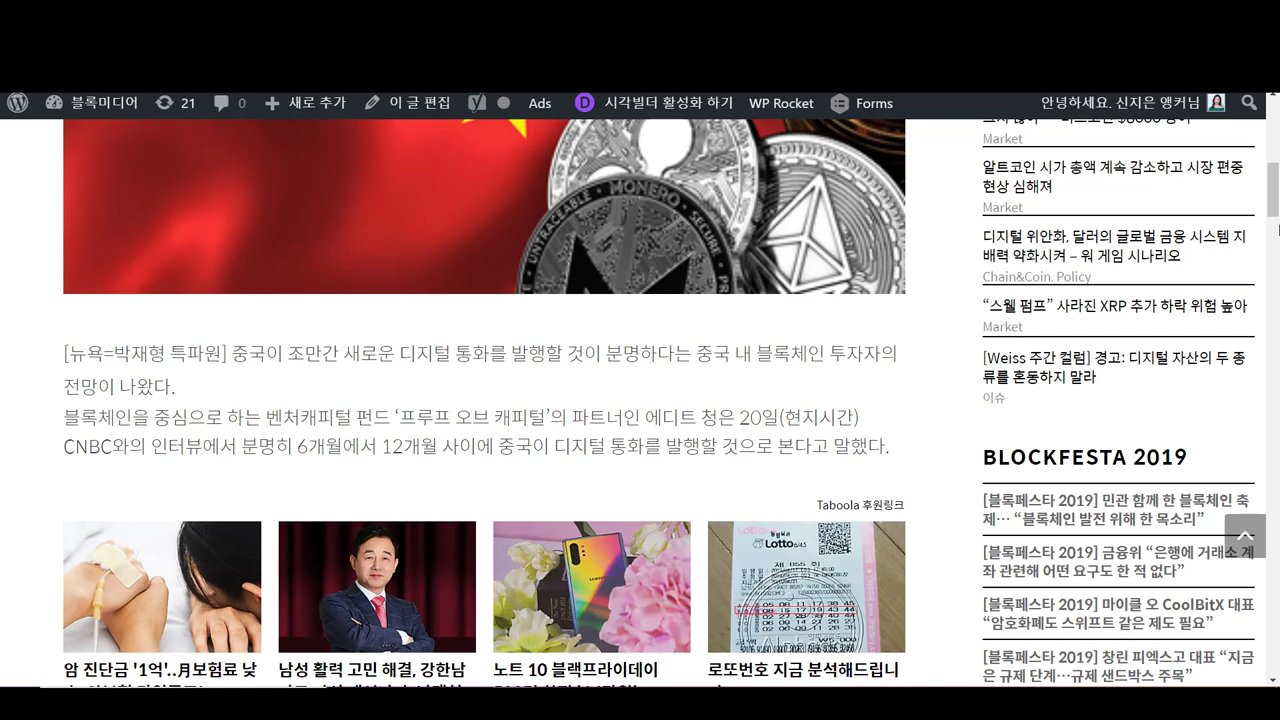 블록미디어
21
0
새로 추가
이 글 편집
Ads
D
시각빌더 활성화 하기
WP Rocket
Forms
안녕하세요. 신지은 앵커님
UNTRACEABLE MONERO SECURE
[뉴욕=박재형 특파원] 중국이 조만간 새로운 디지털 통화를 발행할 것이 분명하다는 중국 내 블록체인 투자자의
전망이 나왔다.
블록체인을 중심으로 하는 벤처캐피털 펀드 ‘프루프 오브 캐피털’의 파트너인 에디트 청은 20일(현지시간)
CNBC와의 인터뷰에서 분명히 6개월에서 12개월 사이에 중국이 디지털 통화를 발행할 것으로 본다고 말했다.
Taboola 후원링크
Lotto 6/45
암 진단금 '1억'..月보험료 낮
남성 활력 고민 해결, 강한남
노트 10 블랙프라이데이
로또번호 지금 분석해드립니
Market
알트코인 시가 총액 계속 감소하고 시장 편중
현상 심해져
Market
디지털 위안화, 달러의 글로벌 금융 시스템 지
배력 약화시켜 – 워 게임 시나리오
Chain&Coin, Policy
“스웰 펌프” 사라진 XRP 추가 하락 위험 높아
Market
[Weiss 주간 컬럼] 경고: 디지털 자산의 두 종
류를 혼동하지 말라
이슈
BLOCKFESTA 2019
[블록페스타 2019] 민관 함께 한 블록체인 축
제… “블록체인 발전 위해 한 목소리”
[블록페스타 2019] 금융위 “은행에 거래소 계
좌 관련해 어떤 요구도 한 적 없다”
[블록페스타 2019] 마이클 오 CoolBitX 대표
“암호화폐도 스위프트 같은 제도 필요”
[블록페스타 2019] 창린 피엑스고 대표 “지금
은 규제 단계…규제 샌드박스 주목”